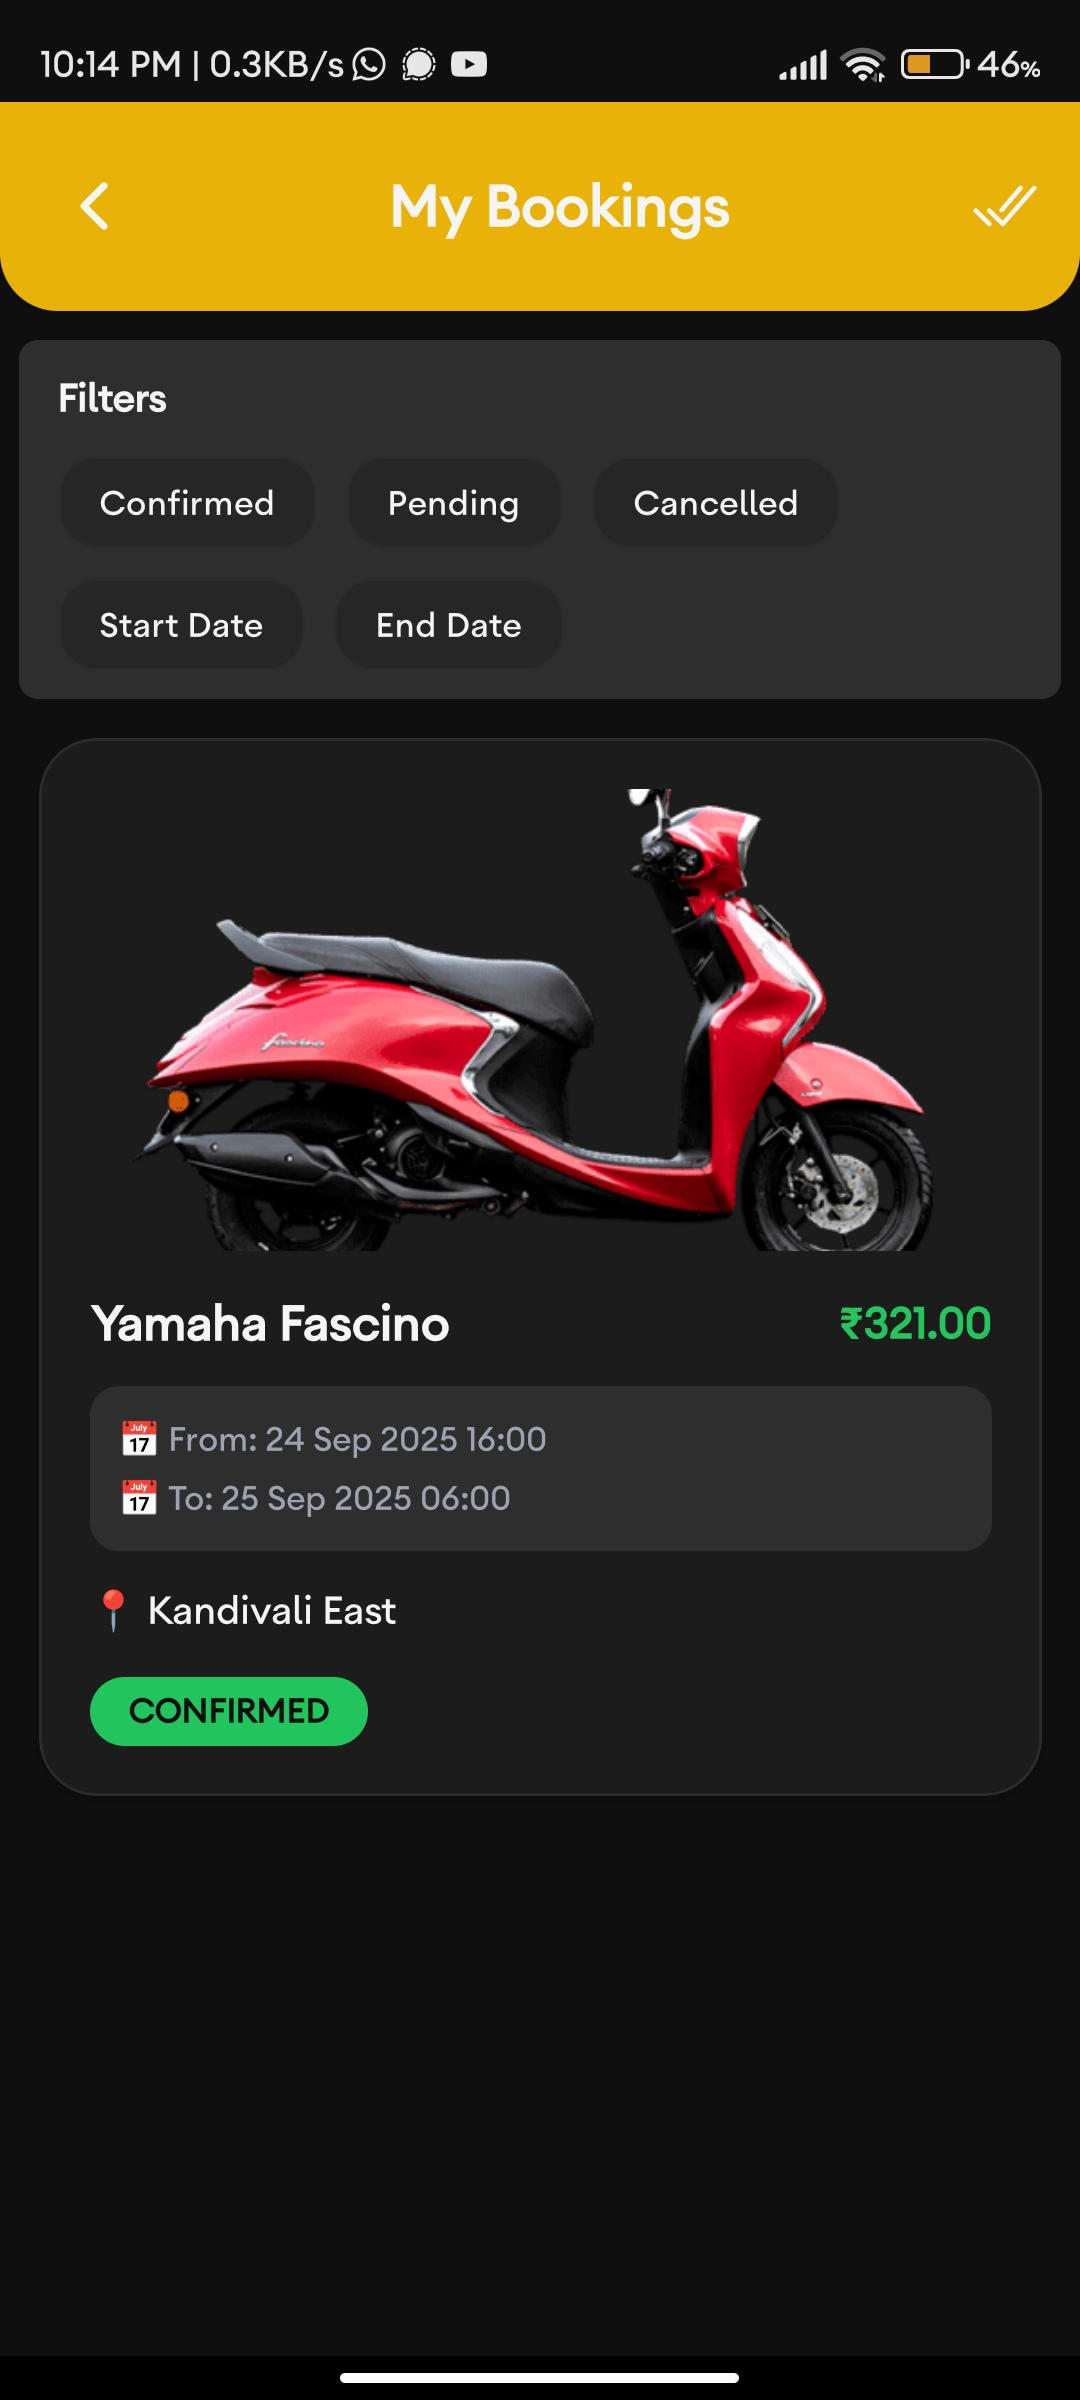 10:14 PM | 0.3KB/s 46%
My Bookings
Filters
Confirmed Pending Cancelled
Start Date End Date
fascino
Yamaha Fascino ₹321.00
July 17 From: 24 Sep 2025 16:00
July 17 To: 25 Sep 2025 06:00
Kandivali East
CONFIRMED